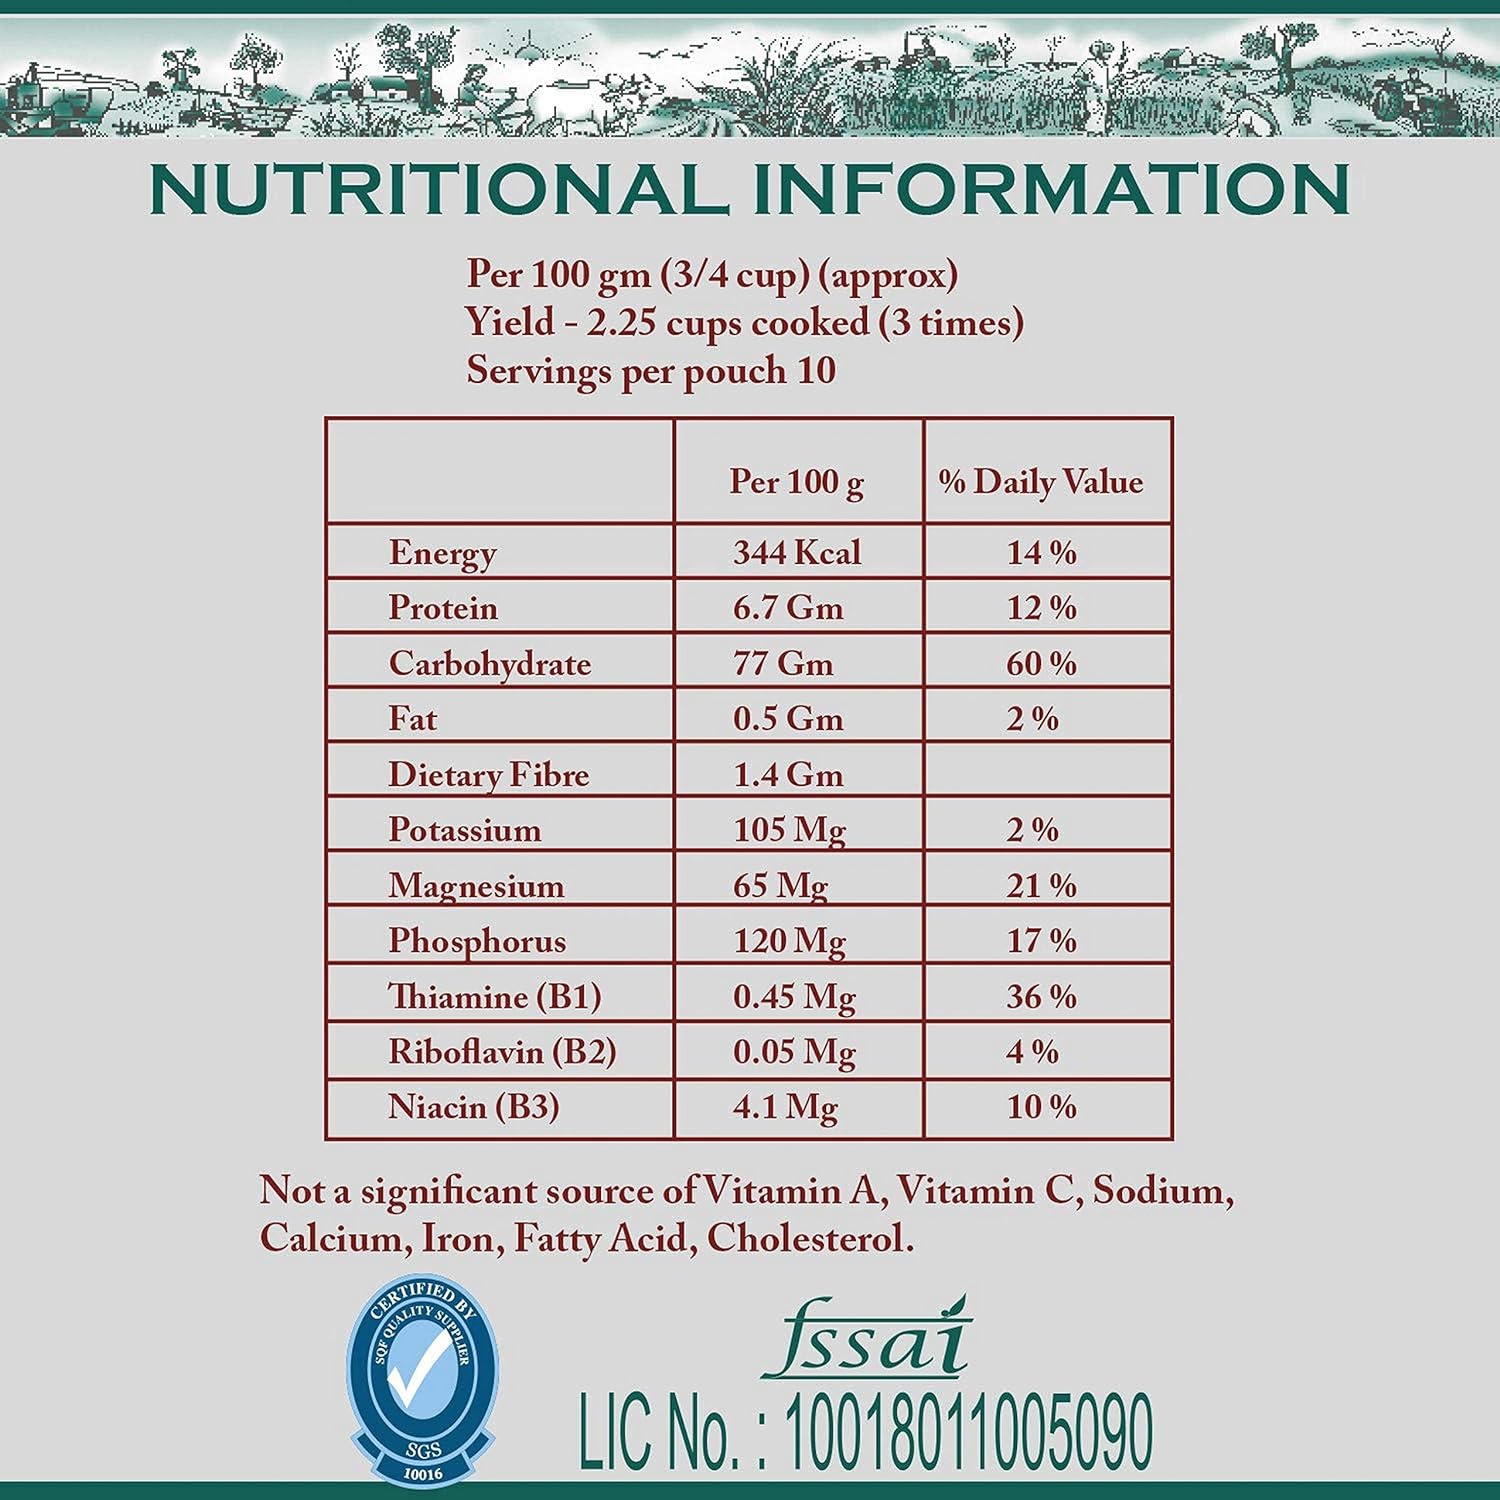 NUTRITIONAL INFORMATION
Per 100 gm (3/4 cup) (approx)
Yield - 2.25 cups cooked (3 times)
Servings per pouch 10
Per 100 g % Daily Value
Energy 344 Kcal 14 %
Protein 6.7 Gm 12 %
Carbohydrate 77 Gm 60 %
Fat 0.5 Gm 2 %
Dietary Fibre 1.4 Gm
Potassium 105 Mg 2 %
Magnesium 65 Mg 21 %
Phosphorus 120 Mg 17 %
Thiamine (B1) 0.45 Mg 36 %
Riboflavin (B2) 0.05 Mg 4 %
Niacin (B3) 4.1 Mg 10 %
Not a significant source of Vitamin A, Vitamin C, Sodium,
Calcium, Iron, Fatty Acid, Cholesterol.
CERTIFIED BY
SQF QUALITY SUPPLIER
SGS
10016
fssai
LIC No. : 10018011005090